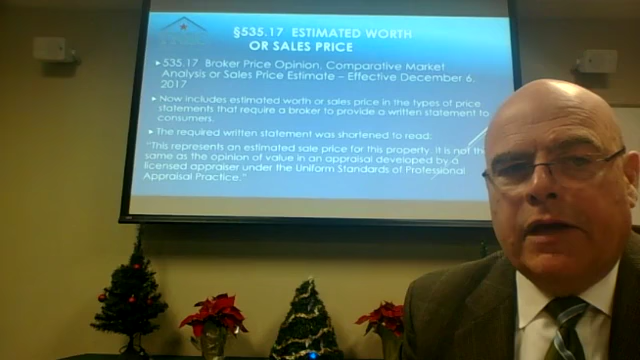 §535.17 ESTIMATED WORTH
OR SALES PRICE
▸ 535.17 Broker Price Opinion, Comparative Market
Analysis or Sales Price Estimate – Effective December 6,
2017
▸ Now includes estimated worth or sales price in the types of price
statements that require a broker to provide a written statement to
consumers.
▸ The required written statement was shortened to read:
"This represents an estimated sale price for this property. It is not the
same as the opinion of value in an appraisal developed by a
licensed appraiser under the Uniform Standards of Professional
Appraisal Practice."